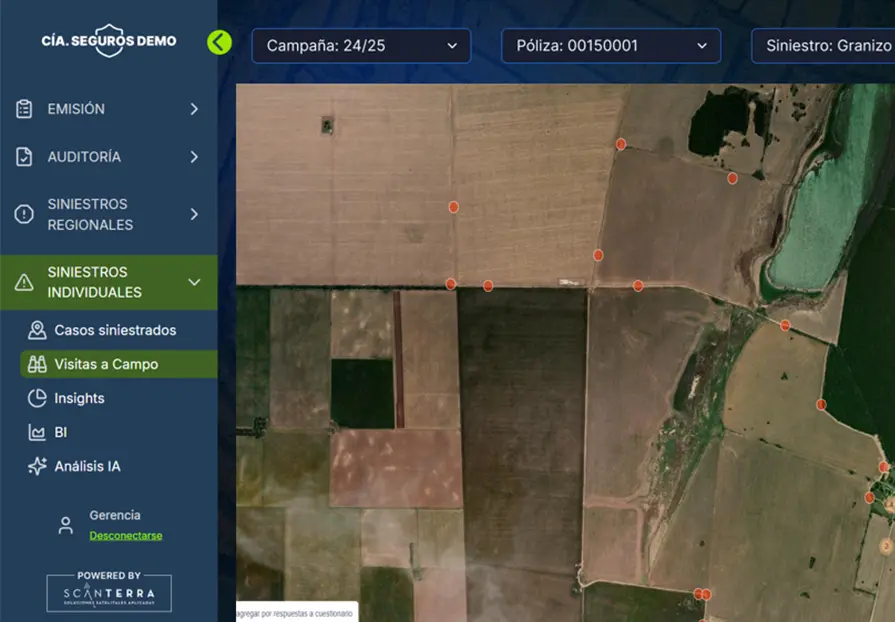 CÍA. SEGUROS DEMO
Campaña: 24/25
Póliza: 00150001
Siniestro: Granizo
EMISIÓN
AUDITORÍA
SINIESTROS
REGIONALES
SINIESTROS
INDIVIDUALES
Casos siniestrados
Visitas a Campo
Insights
BI
Análisis IA
Gerencia
Desconectarse
POWERED BY
SCANTERRA
SOLUCIONES SATELITALES APLICADAS
agregar por respuestas a cuestionario